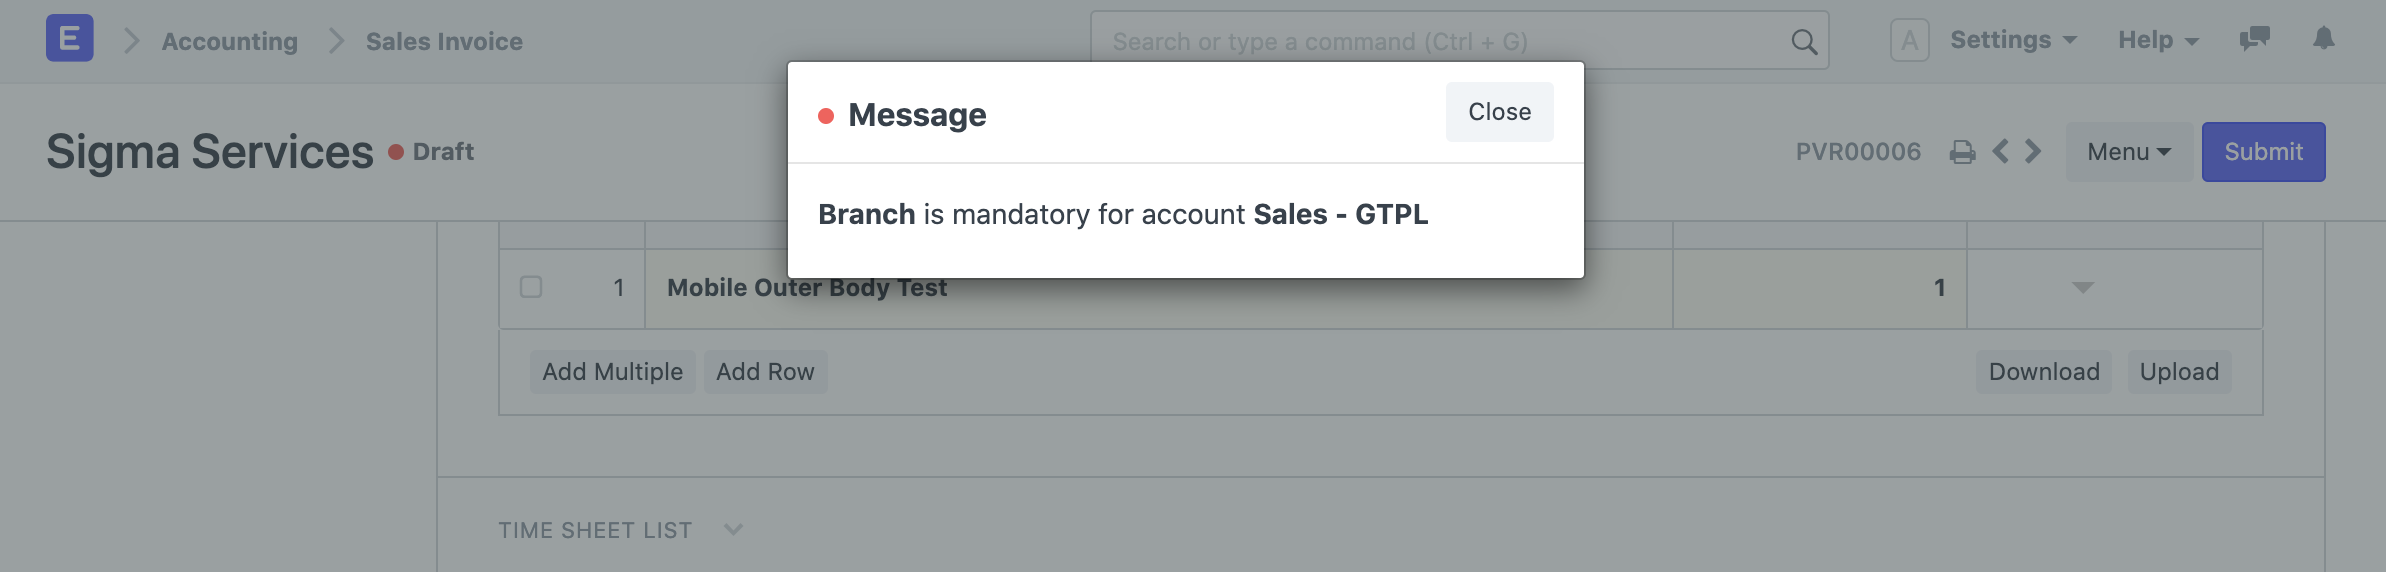 E Accounting Sales Invoice Search or type a command (Ctrl + G) A Settings Help
Message Close
Sigma Services Draft PVR00006 Menu Submit
Branch is mandatory for account Sales - GTPL
1 Mobile Outer Body Test 1
Add Multiple Add Row Download Upload
TIME SHEET LIST